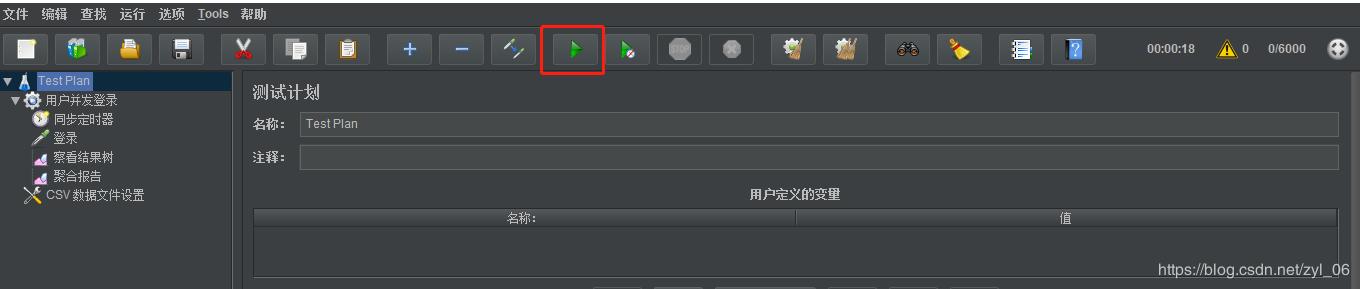 文件 编辑 查找 运行 选项 Tools 帮助
STOP 00:00:18 0 0/6000
Test Plan
用户并发登录
同步定时器
登录
察看结果树
聚合报告
CSV 数据文件设置
测试计划
名称： Test Plan
注释：
用户定义的变量
名称： 值
https://blog.csdn.net/zyl_06